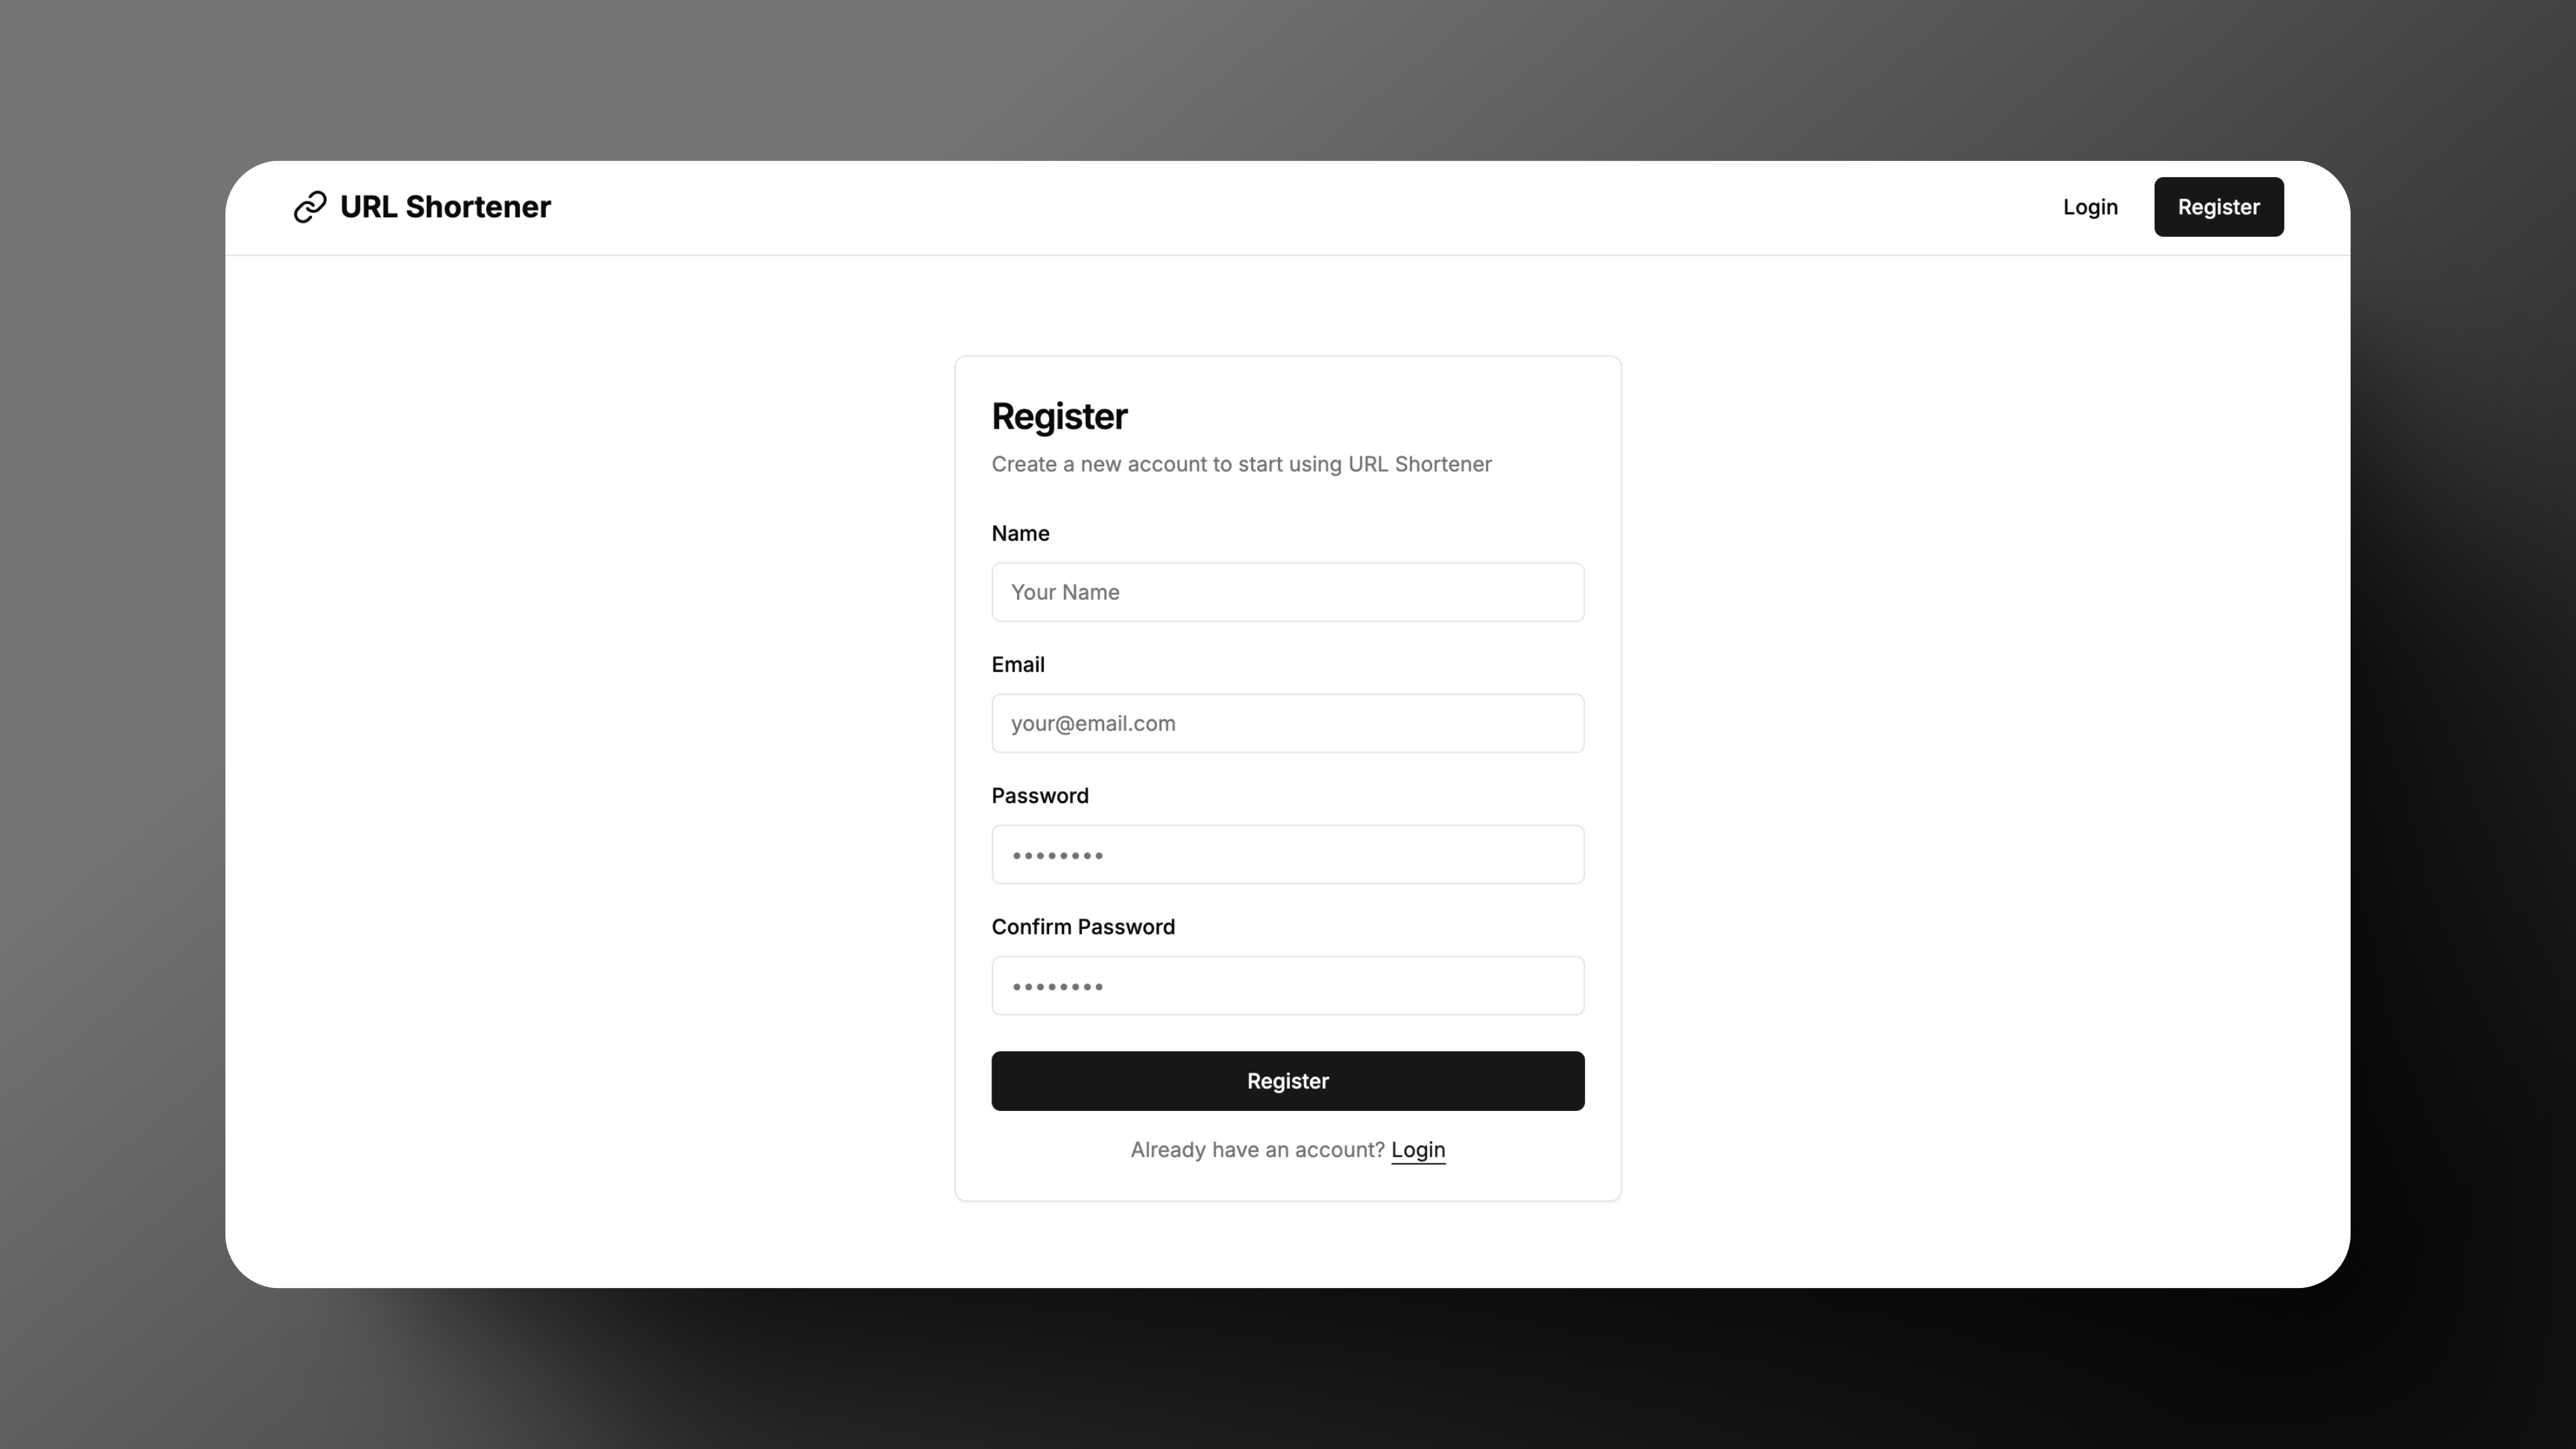 URL Shortener
Login
Register
Register
Create a new account to start using URL Shortener
Name
Your Name
Email
your@email.com
Password
••••••••
Confirm Password
••••••••
Register
Already have an account? Login